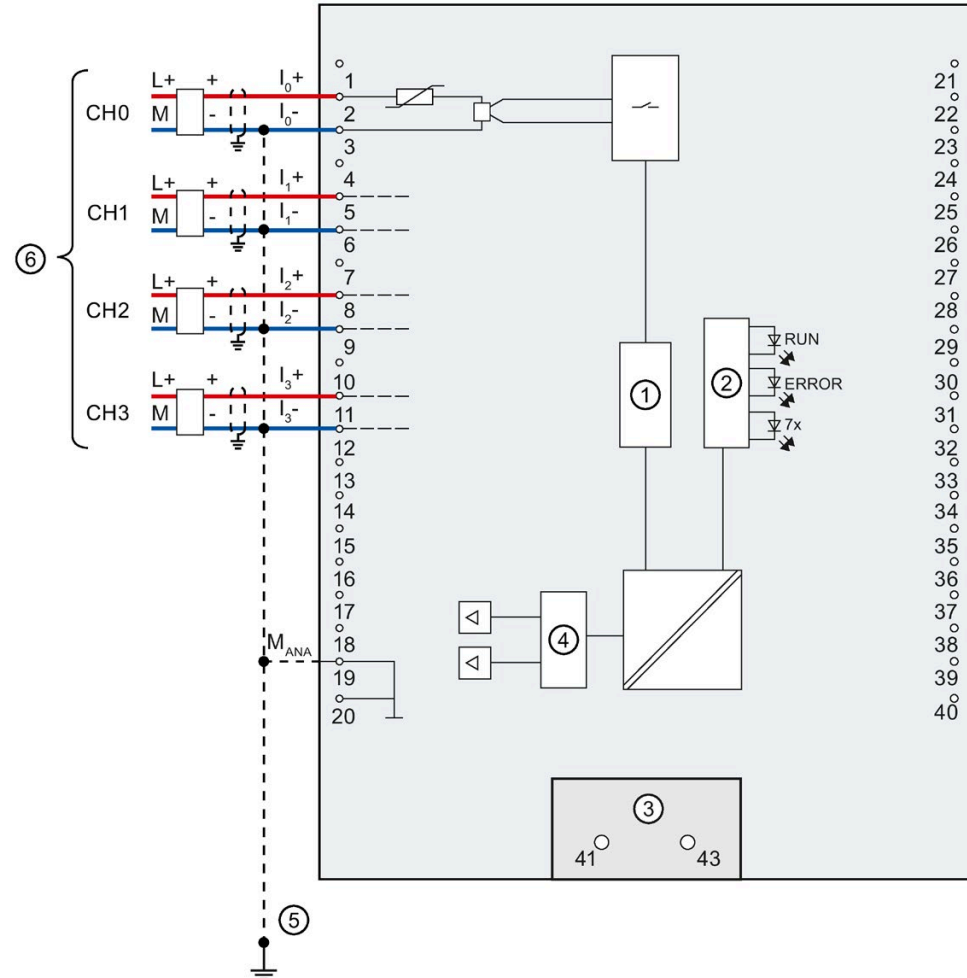 1
21
L+ + I0+
2
22
CH0
M - I0-
3
23
4
24
L+ + I1+
5
25
CH1
M - I1-
6
26
⑥
7
27
L+ + I2+
8
28
CH2
M - I2-
9
29
RUN
10
30
L+ + I3+
① ② ERROR
11
31
CH3
M - I3-
7x
12
32
13
33
14
34
15
35
16
36
17
37
④
18
38
MANA
19
39
20
40
③
41 43
⑤